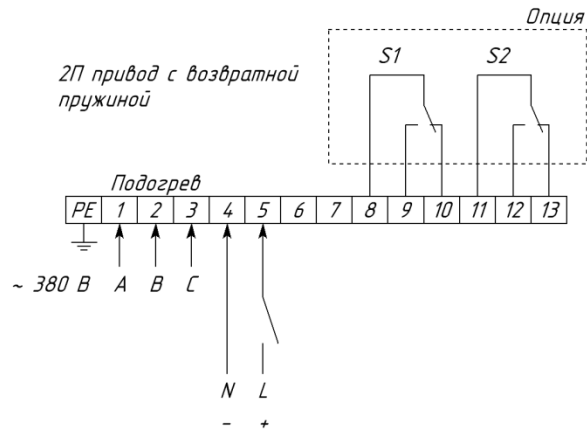 Опция
S1 S2
2П привод с возвратной
пружиной
Подогрев
PE 1 2 3 4 5 6 7 8 9 10 11 12 13
~ 380 В A B C
N L
- +